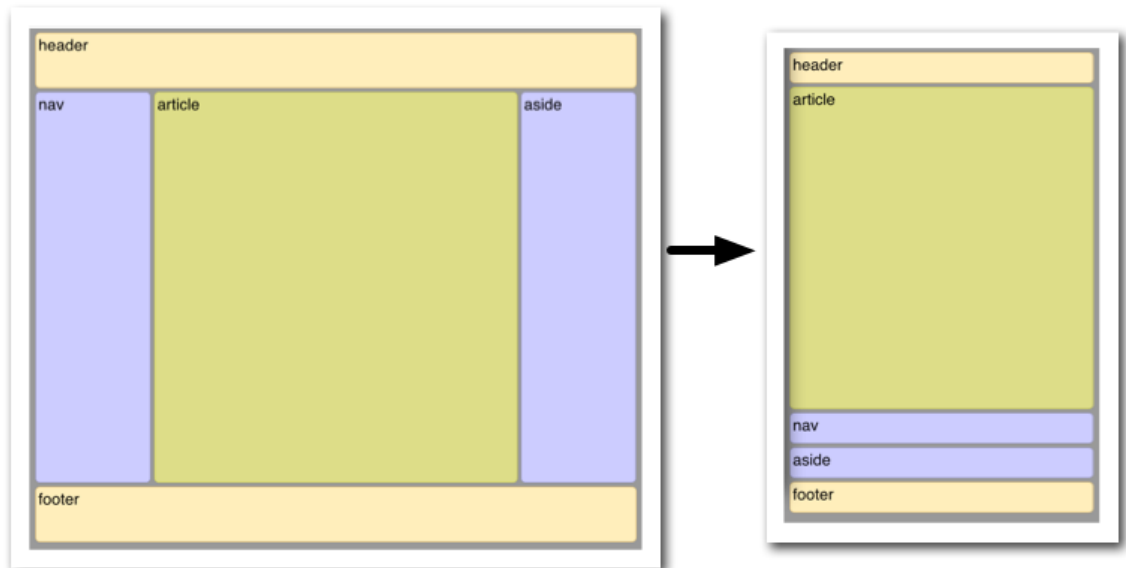 header
nav
article
aside
footer
header
article
nav
aside
footer